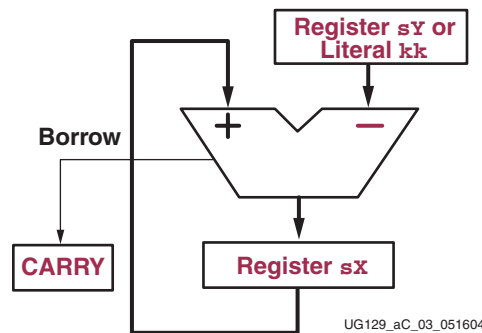 Register sY or
Literal kk
+
−
Borrow
CARRY
Register sX
UG129_aC_03_051604